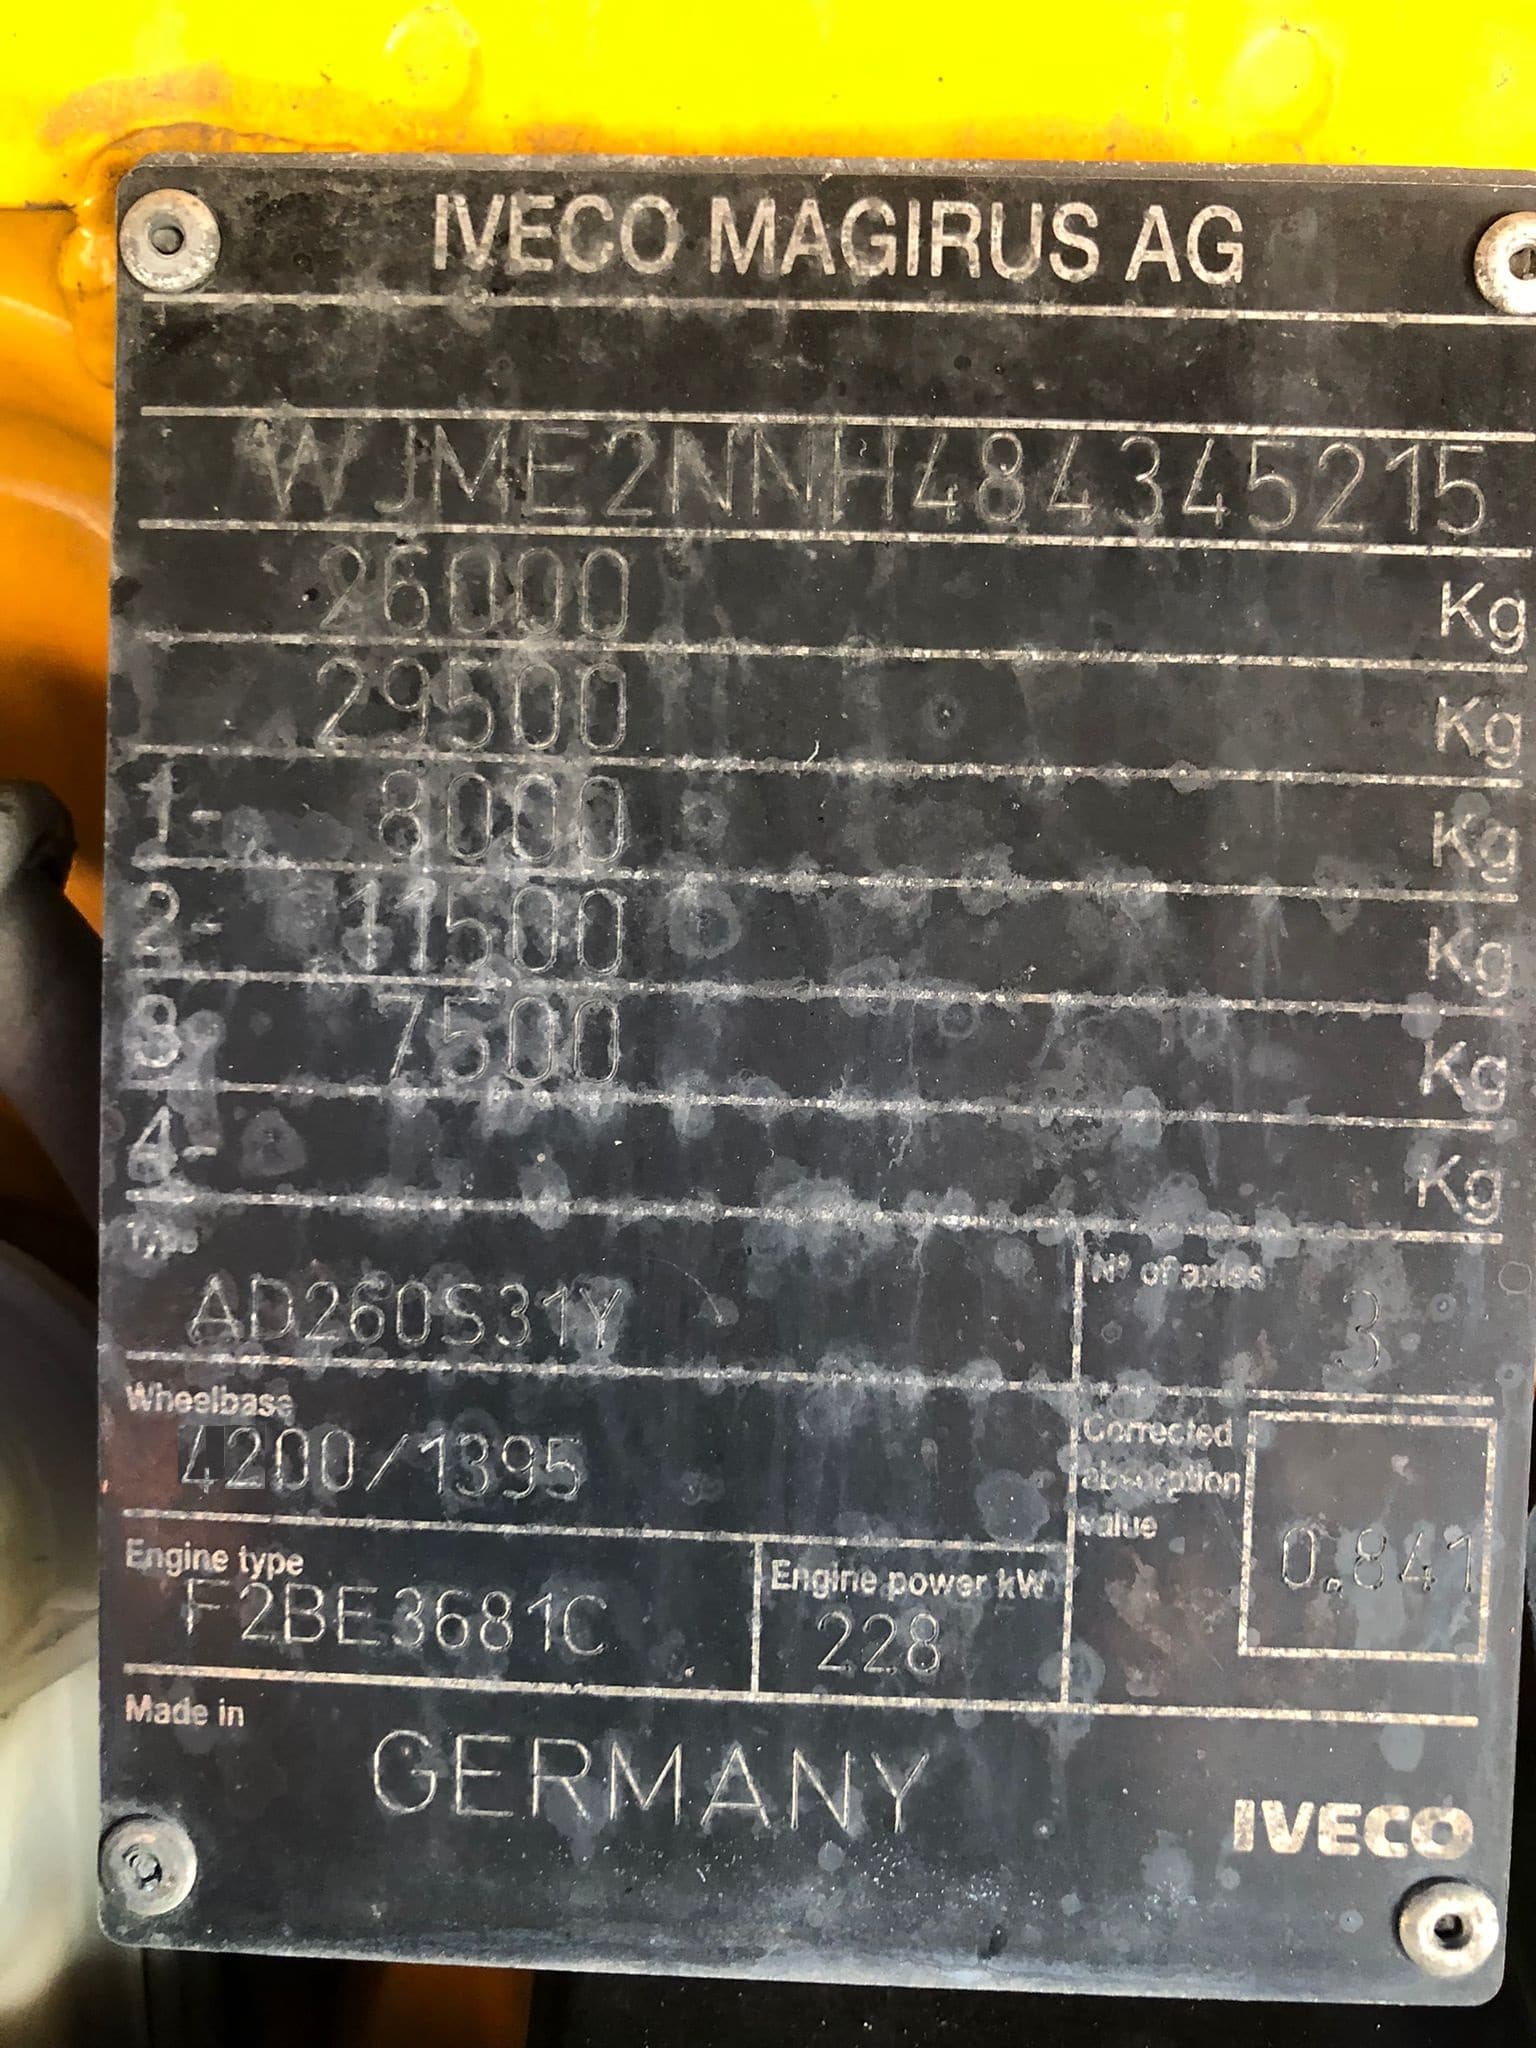 IVECO MAGIRUS AG
WJME2NNH484345215
26000 Kg
29500 Kg
1- 8000 Kg
2- 11500 Kg
3- 7500 Kg
4- Kg
Type
Nº of axles
AD260S31Y 3
Wheelbase
4200/1395
Corrected
absorption
value
0.841
Engine type
F2BE3681C
Engine power kW
228
Made in
GERMANY
IVECO